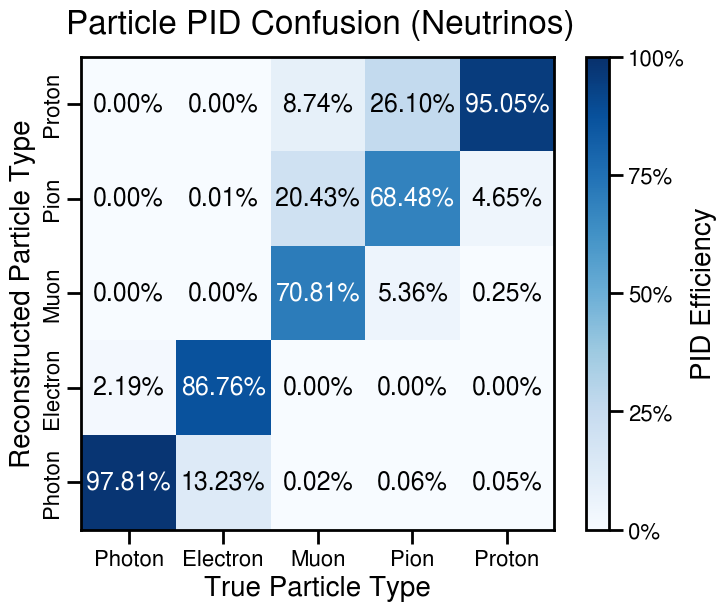 Particle PID Confusion (Neutrinos)
Reconstructed Particle Type
Proton
0.00% 0.00% 8.74% 26.10% 95.05%
Pion
0.00% 0.01% 20.43% 68.48% 4.65%
Muon
0.00% 0.00% 70.81% 5.36% 0.25%
Electron
2.19% 86.76% 0.00% 0.00% 0.00%
Photon
97.81% 13.23% 0.02% 0.06% 0.05%
Photon Electron Muon Pion Proton
True Particle Type
100%
75%
50%
25%
0%
PID Efficiency